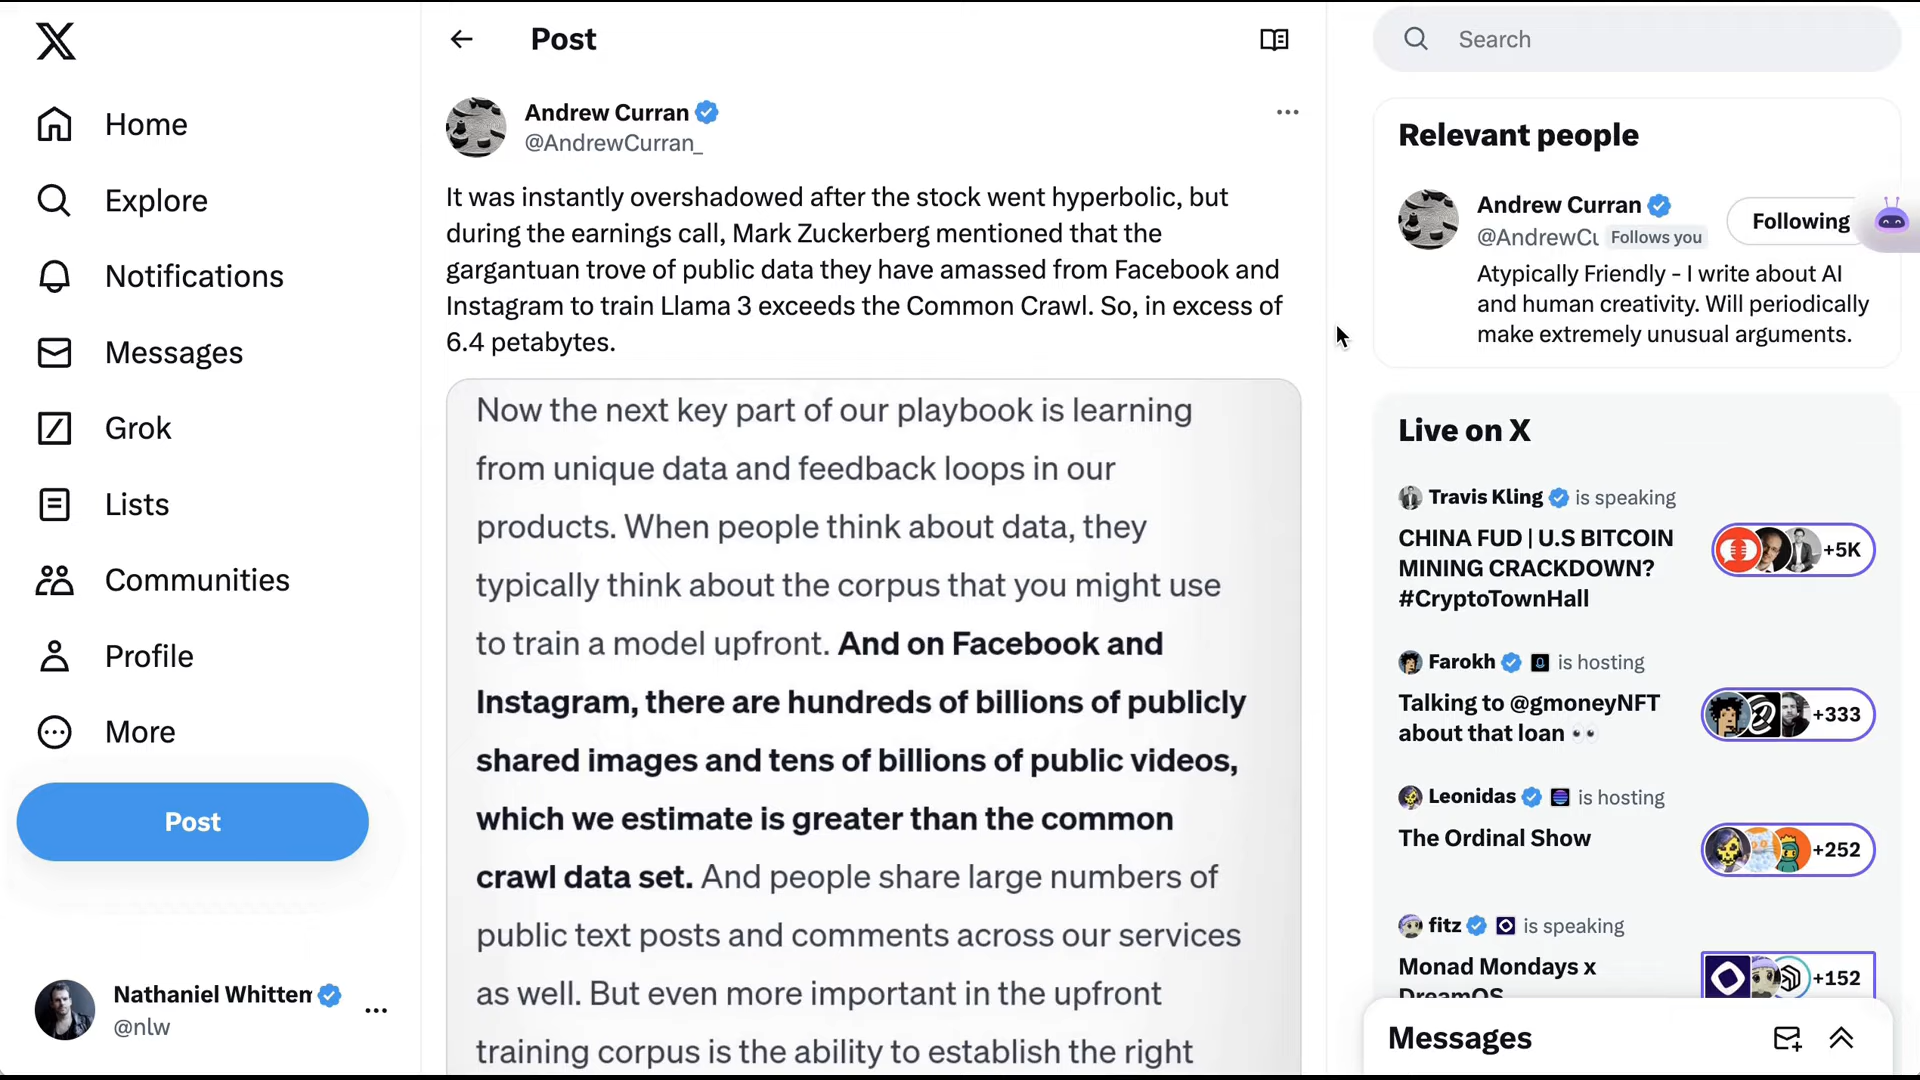 Home
Explore
Notifications
Messages
Grok
Lists
Communities
Profile
More
Post
Nathaniel Whitten
@nlw
Post
Andrew Curran
@AndrewCurran_
It was instantly overshadowed after the stock went hyperbolic, but
during the earnings call, Mark Zuckerberg mentioned that the
gargantuan trove of public data they have amassed from Facebook and
Instagram to train Llama 3 exceeds the Common Crawl. So, in excess of
6.4 petabytes.
Now the next key part of our playbook is learning
from unique data and feedback loops in our
products. When people think about data, they
typically think about the corpus that you might use
to train a model upfront. And on Facebook and
Instagram, there are hundreds of billions of publicly
shared images and tens of billions of public videos,
which we estimate is greater than the common
crawl data set. And people share large numbers of
public text posts and comments across our services
as well. But even more important in the upfront
training corpus is the ability to establish the right
Search
Relevant people
Andrew Curran
@AndrewCu Follows you
Following
Atypically Friendly - I write about AI
and human creativity. Will periodically
make extremely unusual arguments.
Live on X
Travis Kling is speaking
CHINA FUD | U.S BITCOIN
MINING CRACKDOWN?
#CryptoTownHall
+5K
Farokh is hosting
Talking to @gmoneyNFT
about that loan 👀
+333
Leonidas is hosting
The Ordinal Show
+252
fitz is speaking
Monad Mondays x
DreamOS
+152
Messages